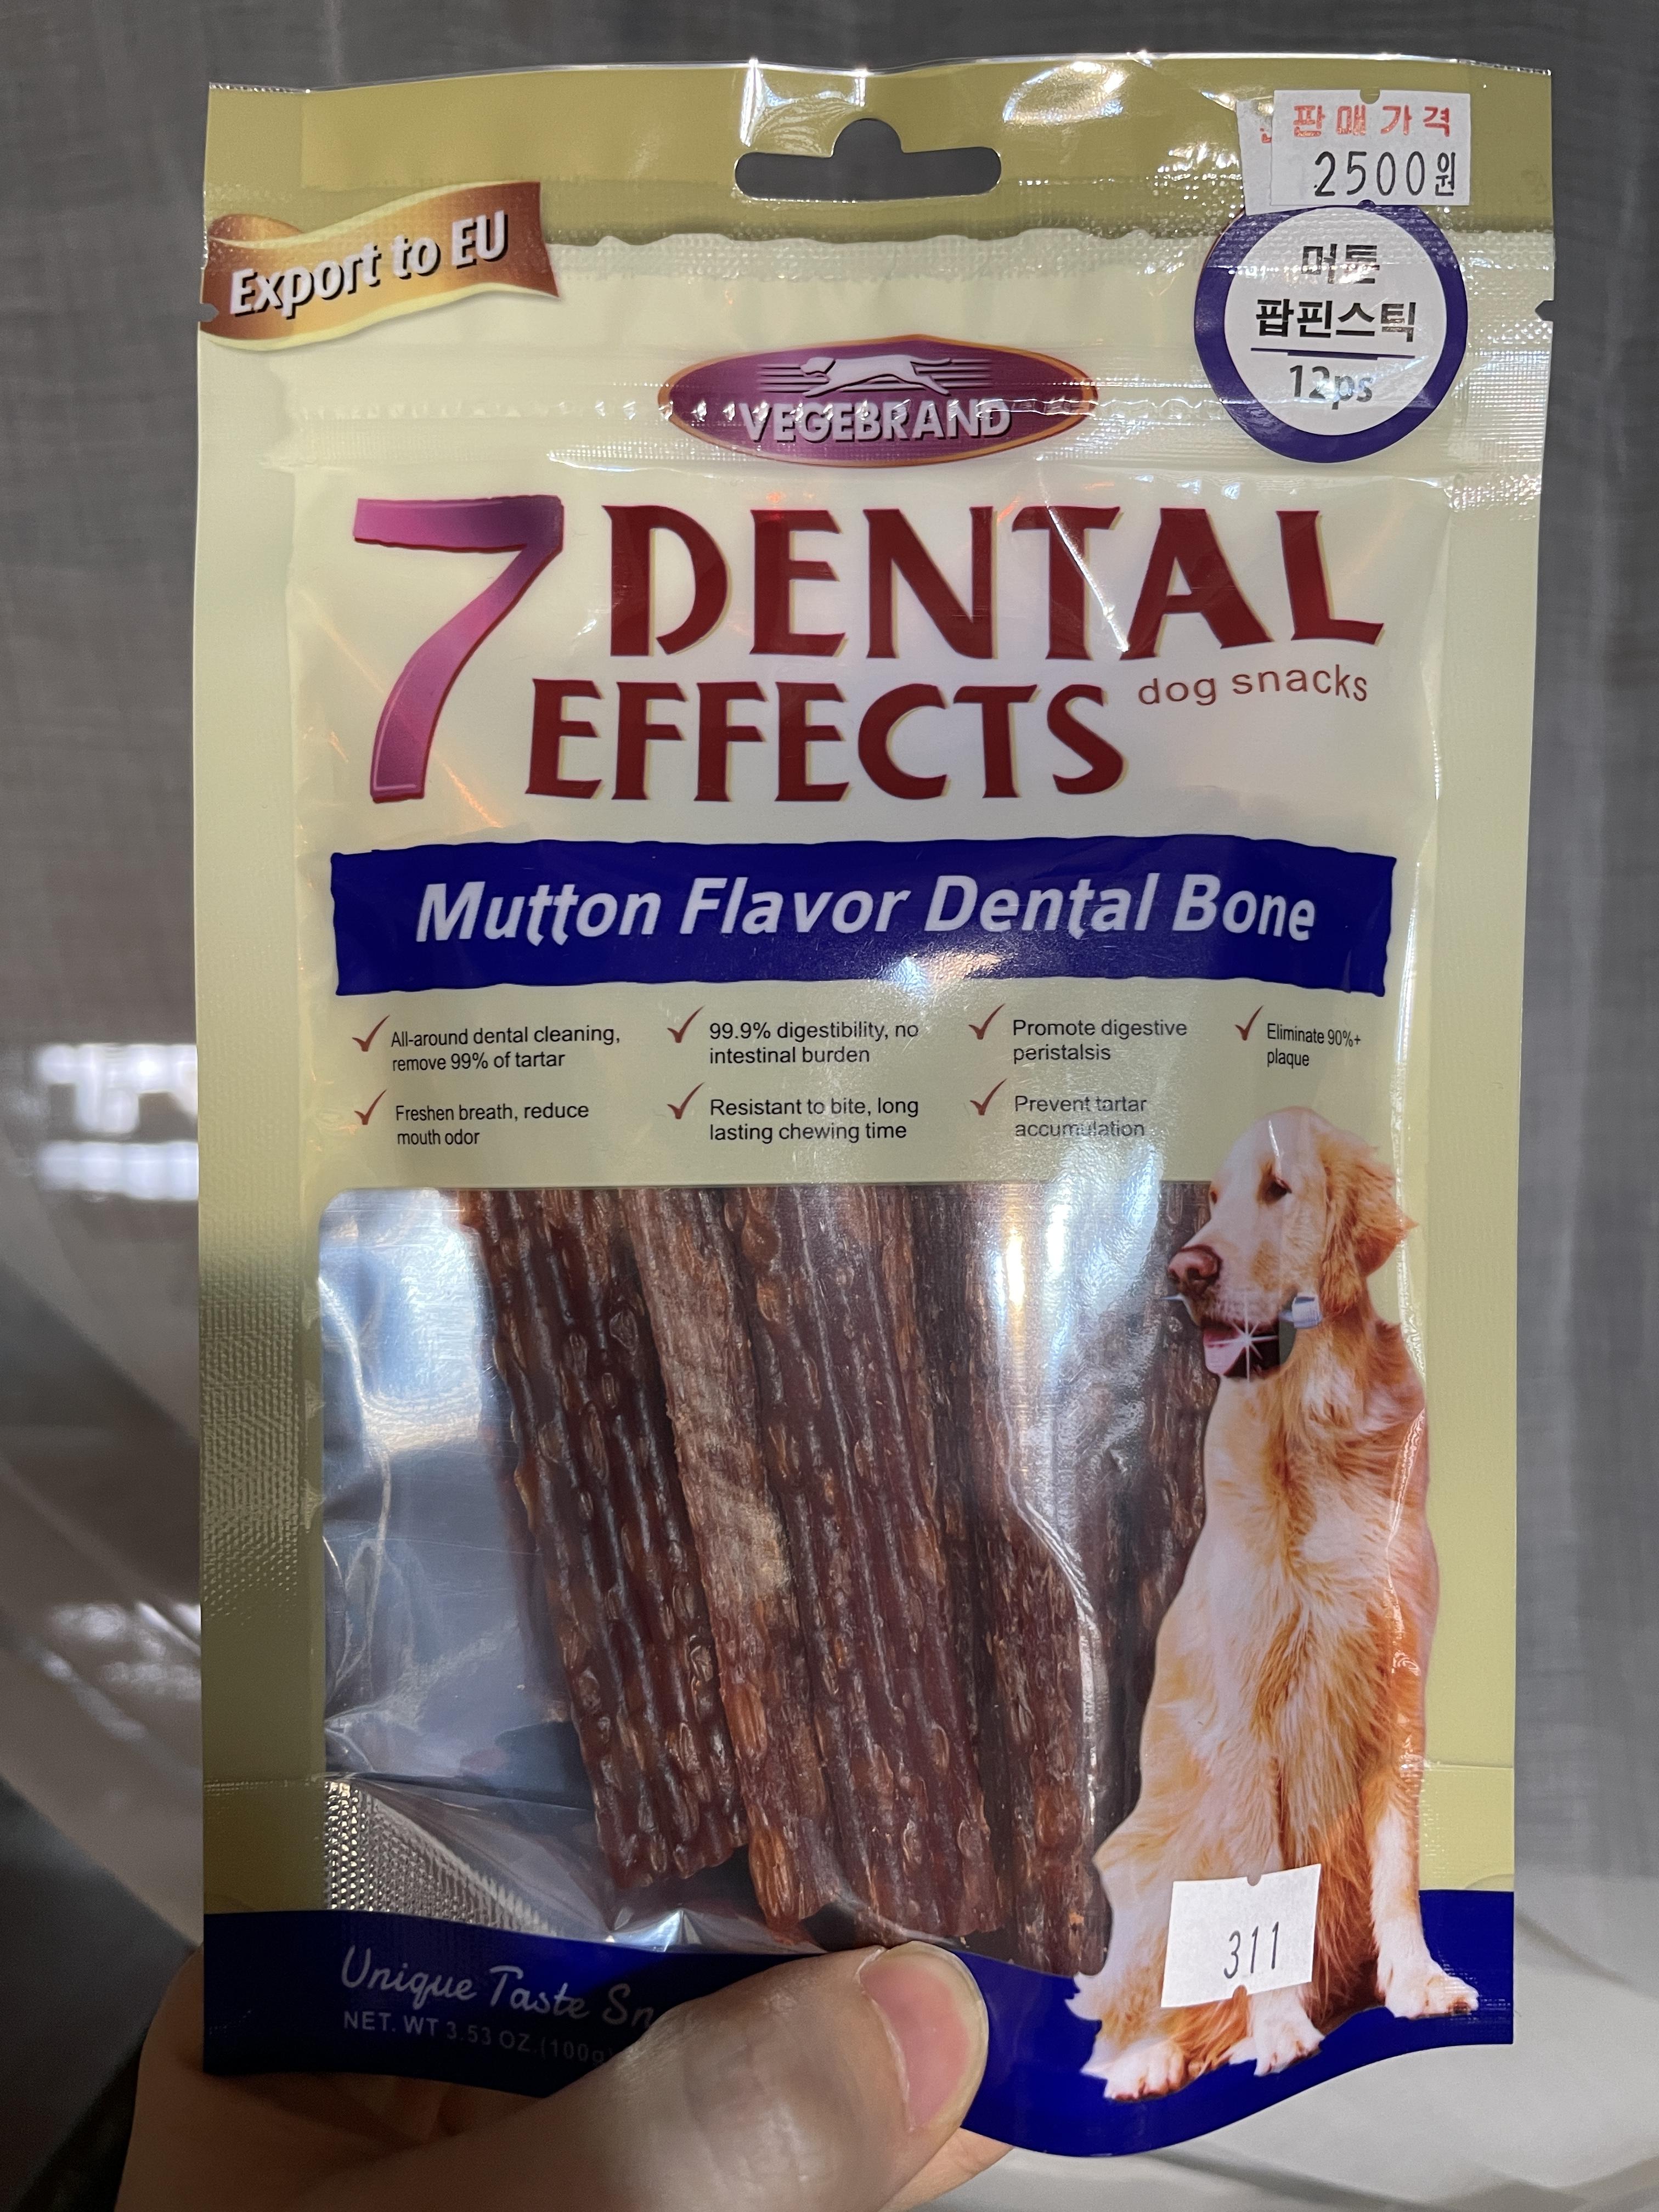 판매가격
2500원
Export to EU
머튼
팝핀스틱
12ps
VEGEBRAND
7 DENTAL
EFFECTS dog snacks
Mutton Flavor Dental Bone
All-around dental cleaning,
remove 99% of tartar
99.9% digestibility, no
intestinal burden
Promote digestive
peristalsis
Eliminate 90%+
plaque
Freshen breath, reduce
mouth odor
Resistant to bite, long
lasting chewing time
Prevent tartar
accumulation
311
Unique Taste
NET. WT 3.53 OZ.(100g